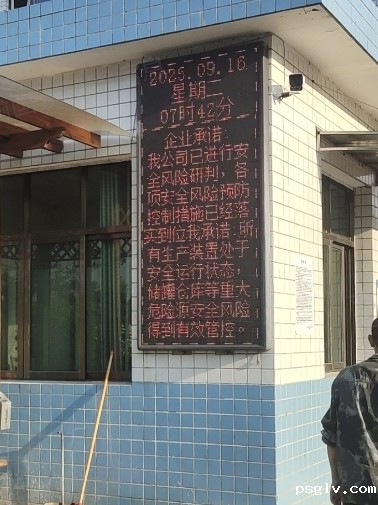 2025.09.16
星期二
07时42分
企业承诺:
我公司已进行安
全风险研判，各
项安全风险预防
控制措施已经落
实到位我承诺:所
有生产装置处于
安全运行状态，
储罐仓库等重大
危险源安全风险
得到有效管控。
psglv.com